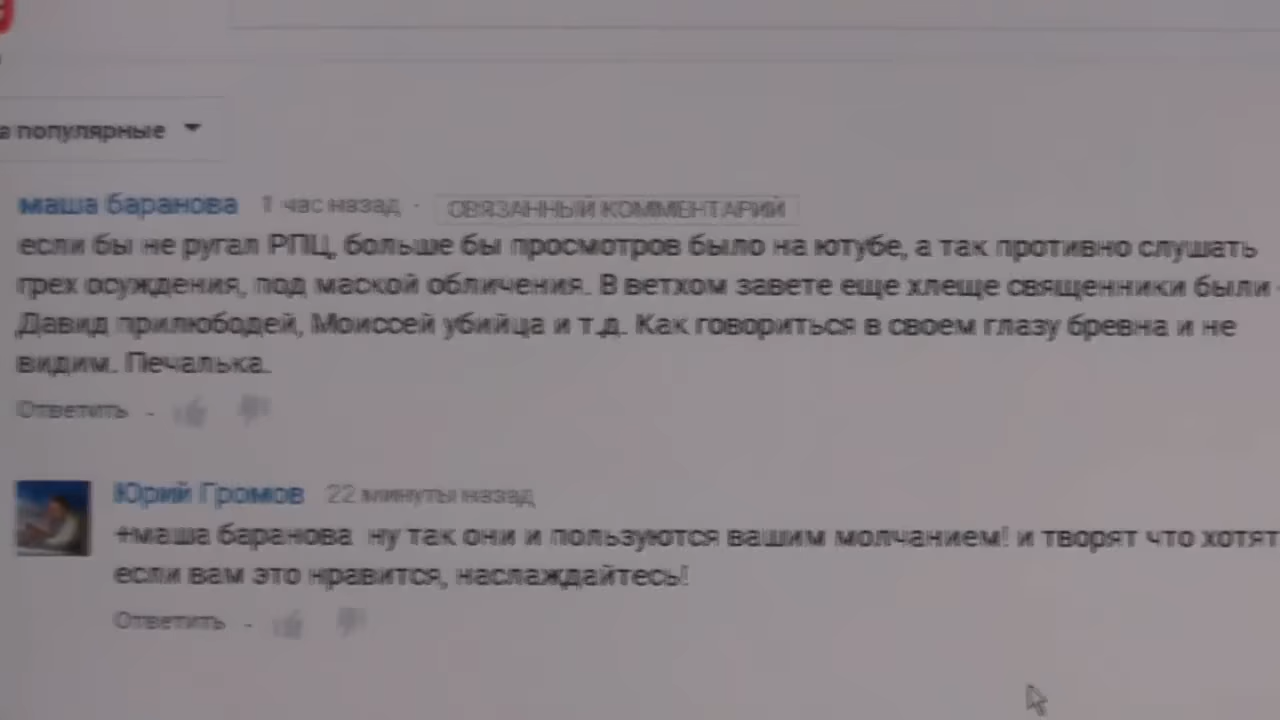 а популярные
маша баранова 1 час назад · СВЯЗАННЫЙ КОММЕНТАРИЙ
если бы не ругал РПЦ, больше бы просмотров было на ютубе, а так противно слушать
грех осуждения, под маской обличения. В ветхом завете еще хлеще священники были -
Давид прилюбодей, Моиссей убийца и т.д. Как говориться в своем глазу бревна и не
видим. Печалька.
Ответить ·
Юрий Громов 22 минуты назад
+маша баранова ну так они и пользуются вашим молчанием! и творят что хотят
если вам это нравится, наслаждайтесь!
Ответить ·